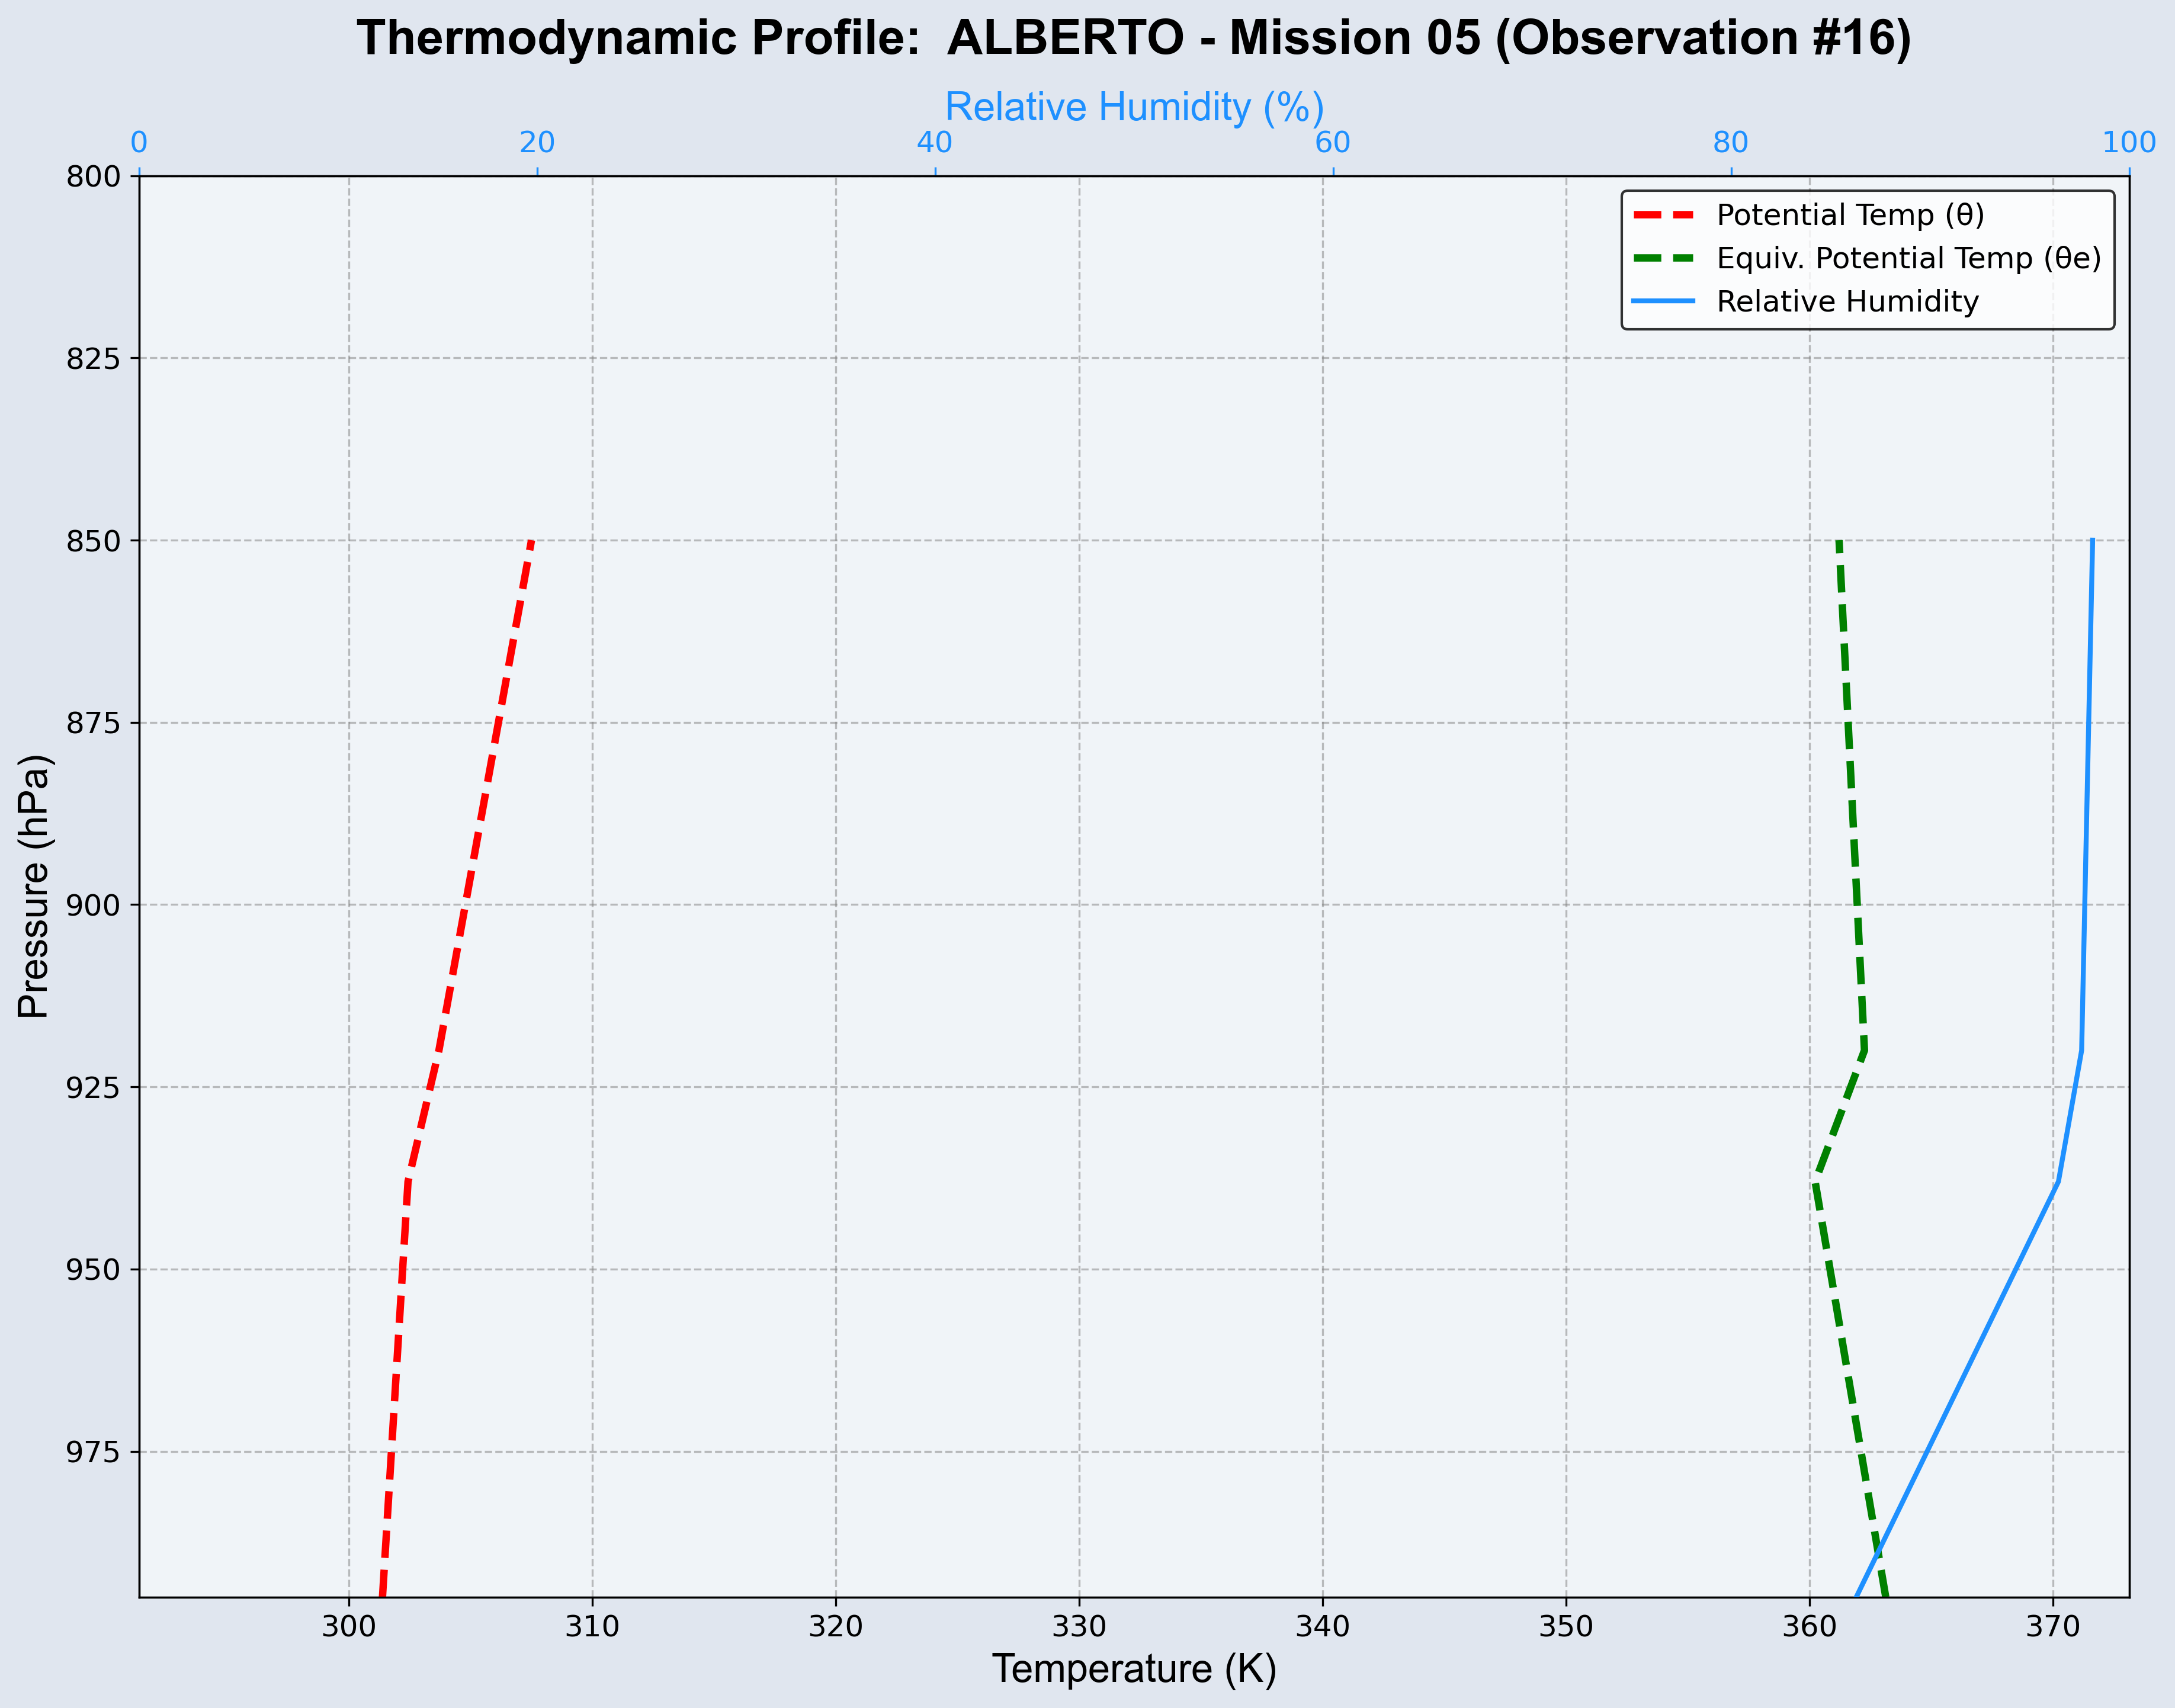 Thermodynamic Profile:  ALBERTO - Mission 05 (Observation #16)
Relative Humidity (%)
0 20 40 60 80 100
Potential Temp (θ)
Equiv. Potential Temp (θe)
Relative Humidity
Pressure (hPa)
800
825
850
875
900
925
950
975
300 310 320 330 340 350 360 370
Temperature (K)